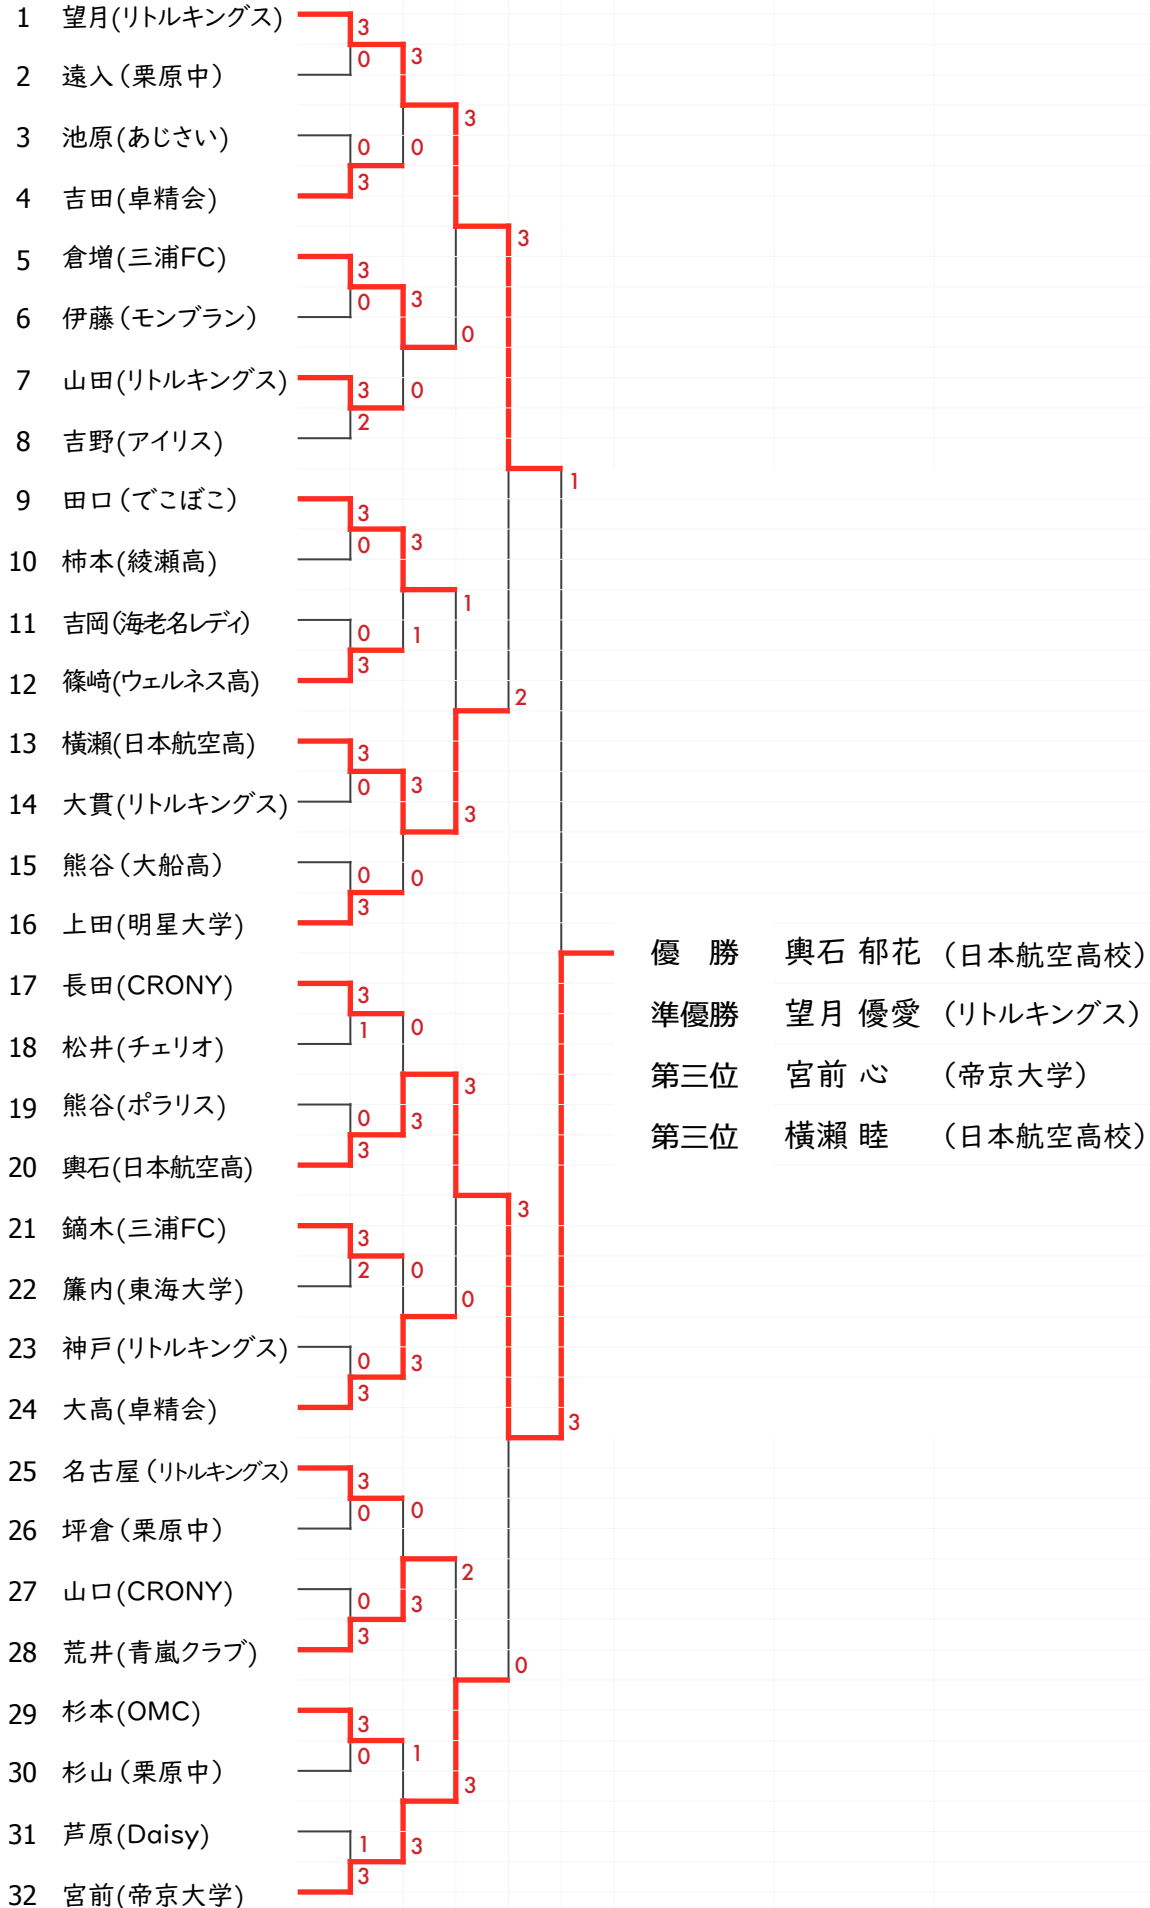 1 望月(リトルキングス)
3
0
3
2 遠入(栗原中)
3
3 池原(あじさい)
0
0
3
4 吉田(卓精会)
3
5 倉増(三浦FC)
3
0
3
6 伊藤(モンブラン)
0
7 山田(リトルキングス)
3
0
2
8 吉野(アイリス)
1
9 田口(でこぼこ)
3
0
3
10 柿本(綾瀬高)
1
11 吉岡(海老名レディ)
0
1
3
12 篠﨑(ウェルネス高)
2
13 橫瀨(日本航空高)
3
0
3
14 大貫(リトルキングス)
3
15 熊谷(大船高)
0
0
3
16 上田(明星大学)
優 勝 輿石 郁花 (日本航空高校)
17 長田(CRONY)
3
1
0
準優勝 望月 優愛 (リトルキングス)
18 松井(チェリオ)
3
第三位 宮前 心 (帝京大学)
19 熊谷(ポラリス)
0
3
3
第三位 橫瀨 睦 (日本航空高校)
20 輿石(日本航空高)
3
21 鏑木(三浦FC)
3
2
0
22 簾内(東海大学)
0
23 神戸(リトルキングス)
0
3
3
24 大高(卓精会)
3
25 名古屋(リトルキングス)
3
0
0
26 坪倉(栗原中)
2
27 山口(CRONY)
0
3
3
28 荒井(青嵐クラブ)
0
29 杉本(OMC)
3
0
1
30 杉山(栗原中)
3
31 芦原(Daisy)
1
3
3
32 宮前(帝京大学)